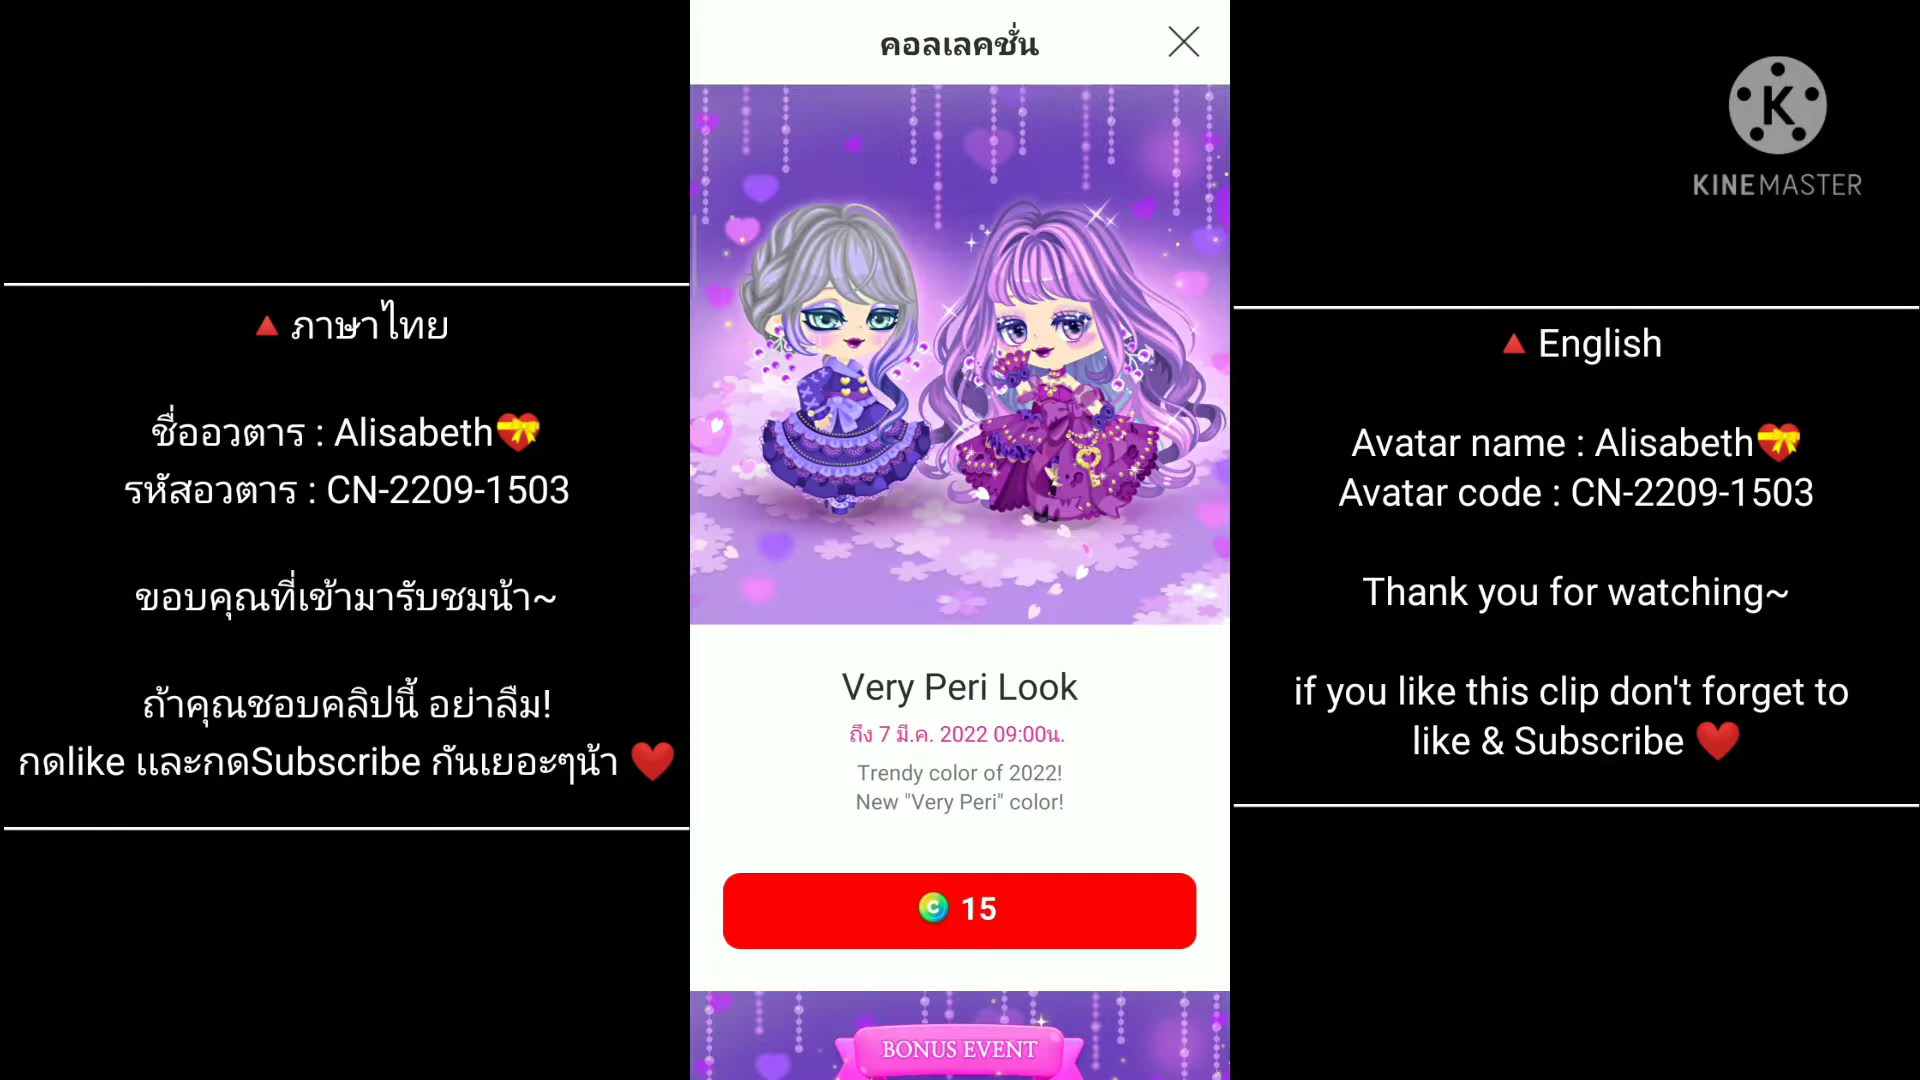 คอลเลคชั่น
KINEMASTER
🔺ภาษาไทย
ชื่ออวตาร : Alisabeth💝
รหัสอวตาร : CN-2209-1503
ขอบคุณที่เข้ามารับชมน้า~
ถ้าคุณชอบคลิปนี้ อย่าลืม!
กดlike และกดSubscribe กันเยอะๆน้า ❤️
Very Peri Look
ถึง 7 มี.ค. 2022 09:00น.
Trendy color of 2022!
New "Very Peri" color!
C 15
BONUS EVENT
🔺English
Avatar name : Alisabeth💝
Avatar code : CN-2209-1503
Thank you for watching~
if you like this clip don't forget to
like & Subscribe ❤️